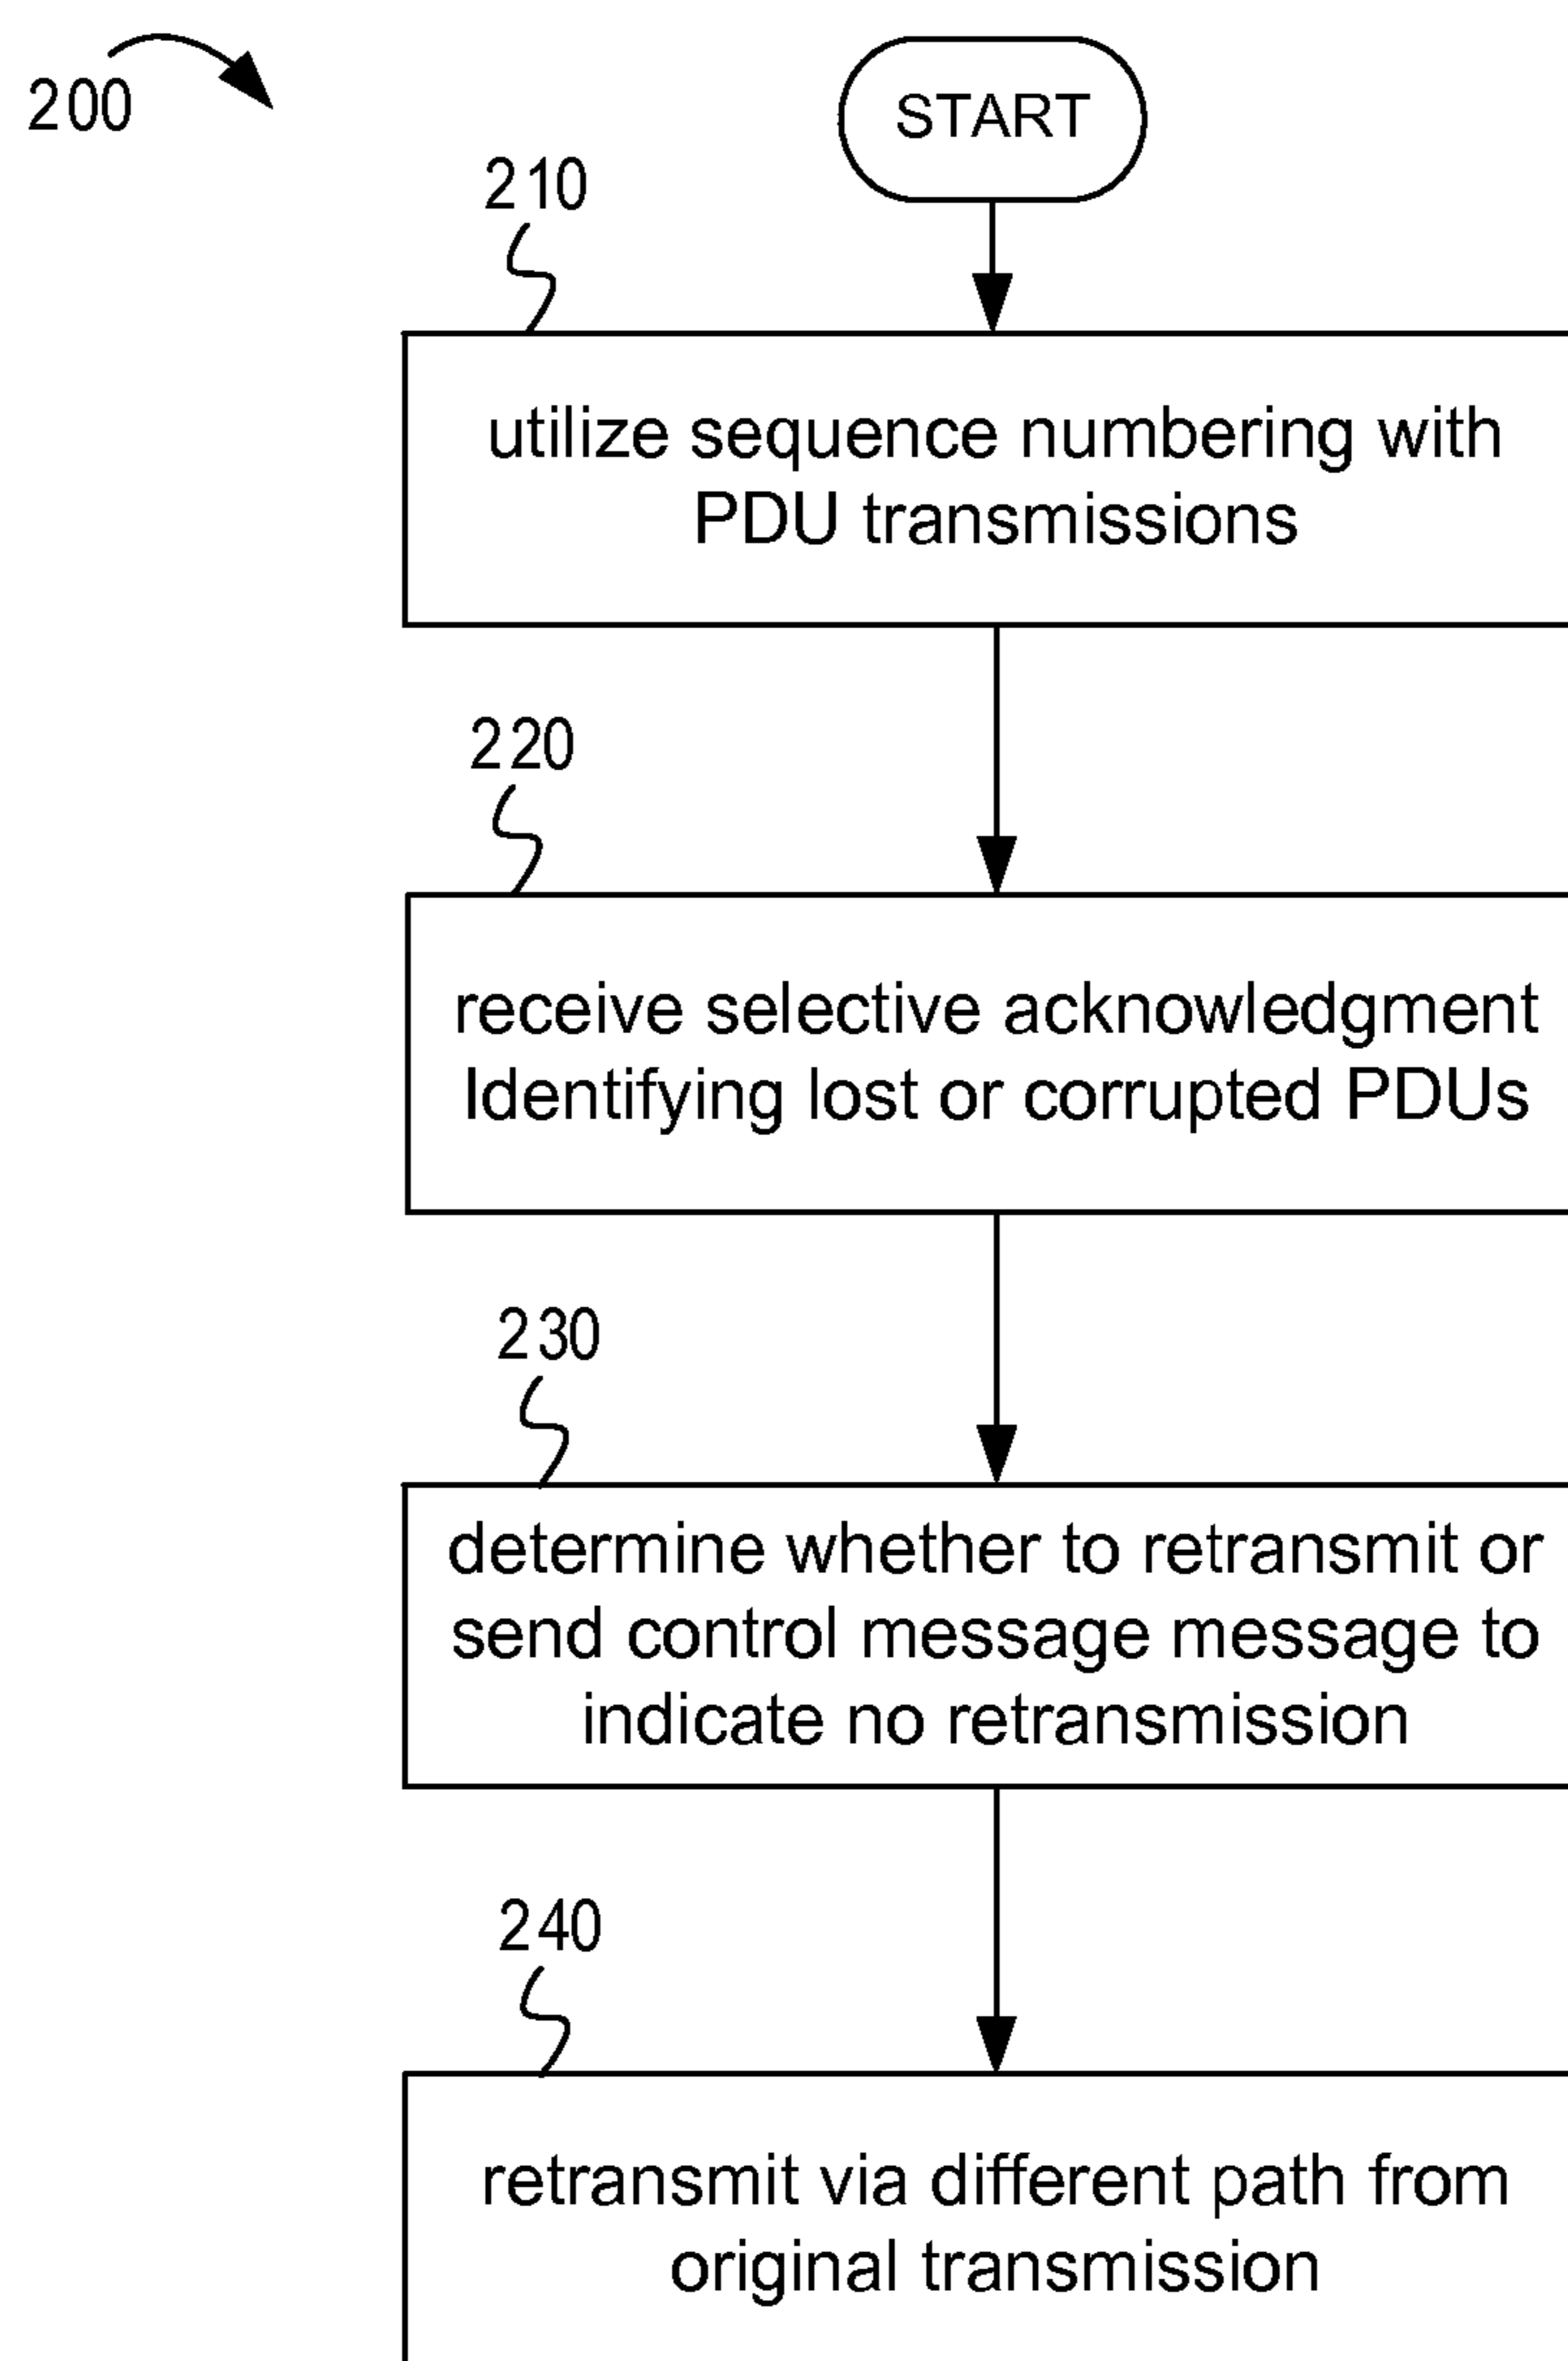 200
START
210
utilize sequence numbering with
PDU transmissions
220
receive selective acknowledgment
Identifying lost or corrupted PDUs
230
determine whether to retransmit or
send control message message to
indicate no retransmission
240
retransmit via different path from
original transmission